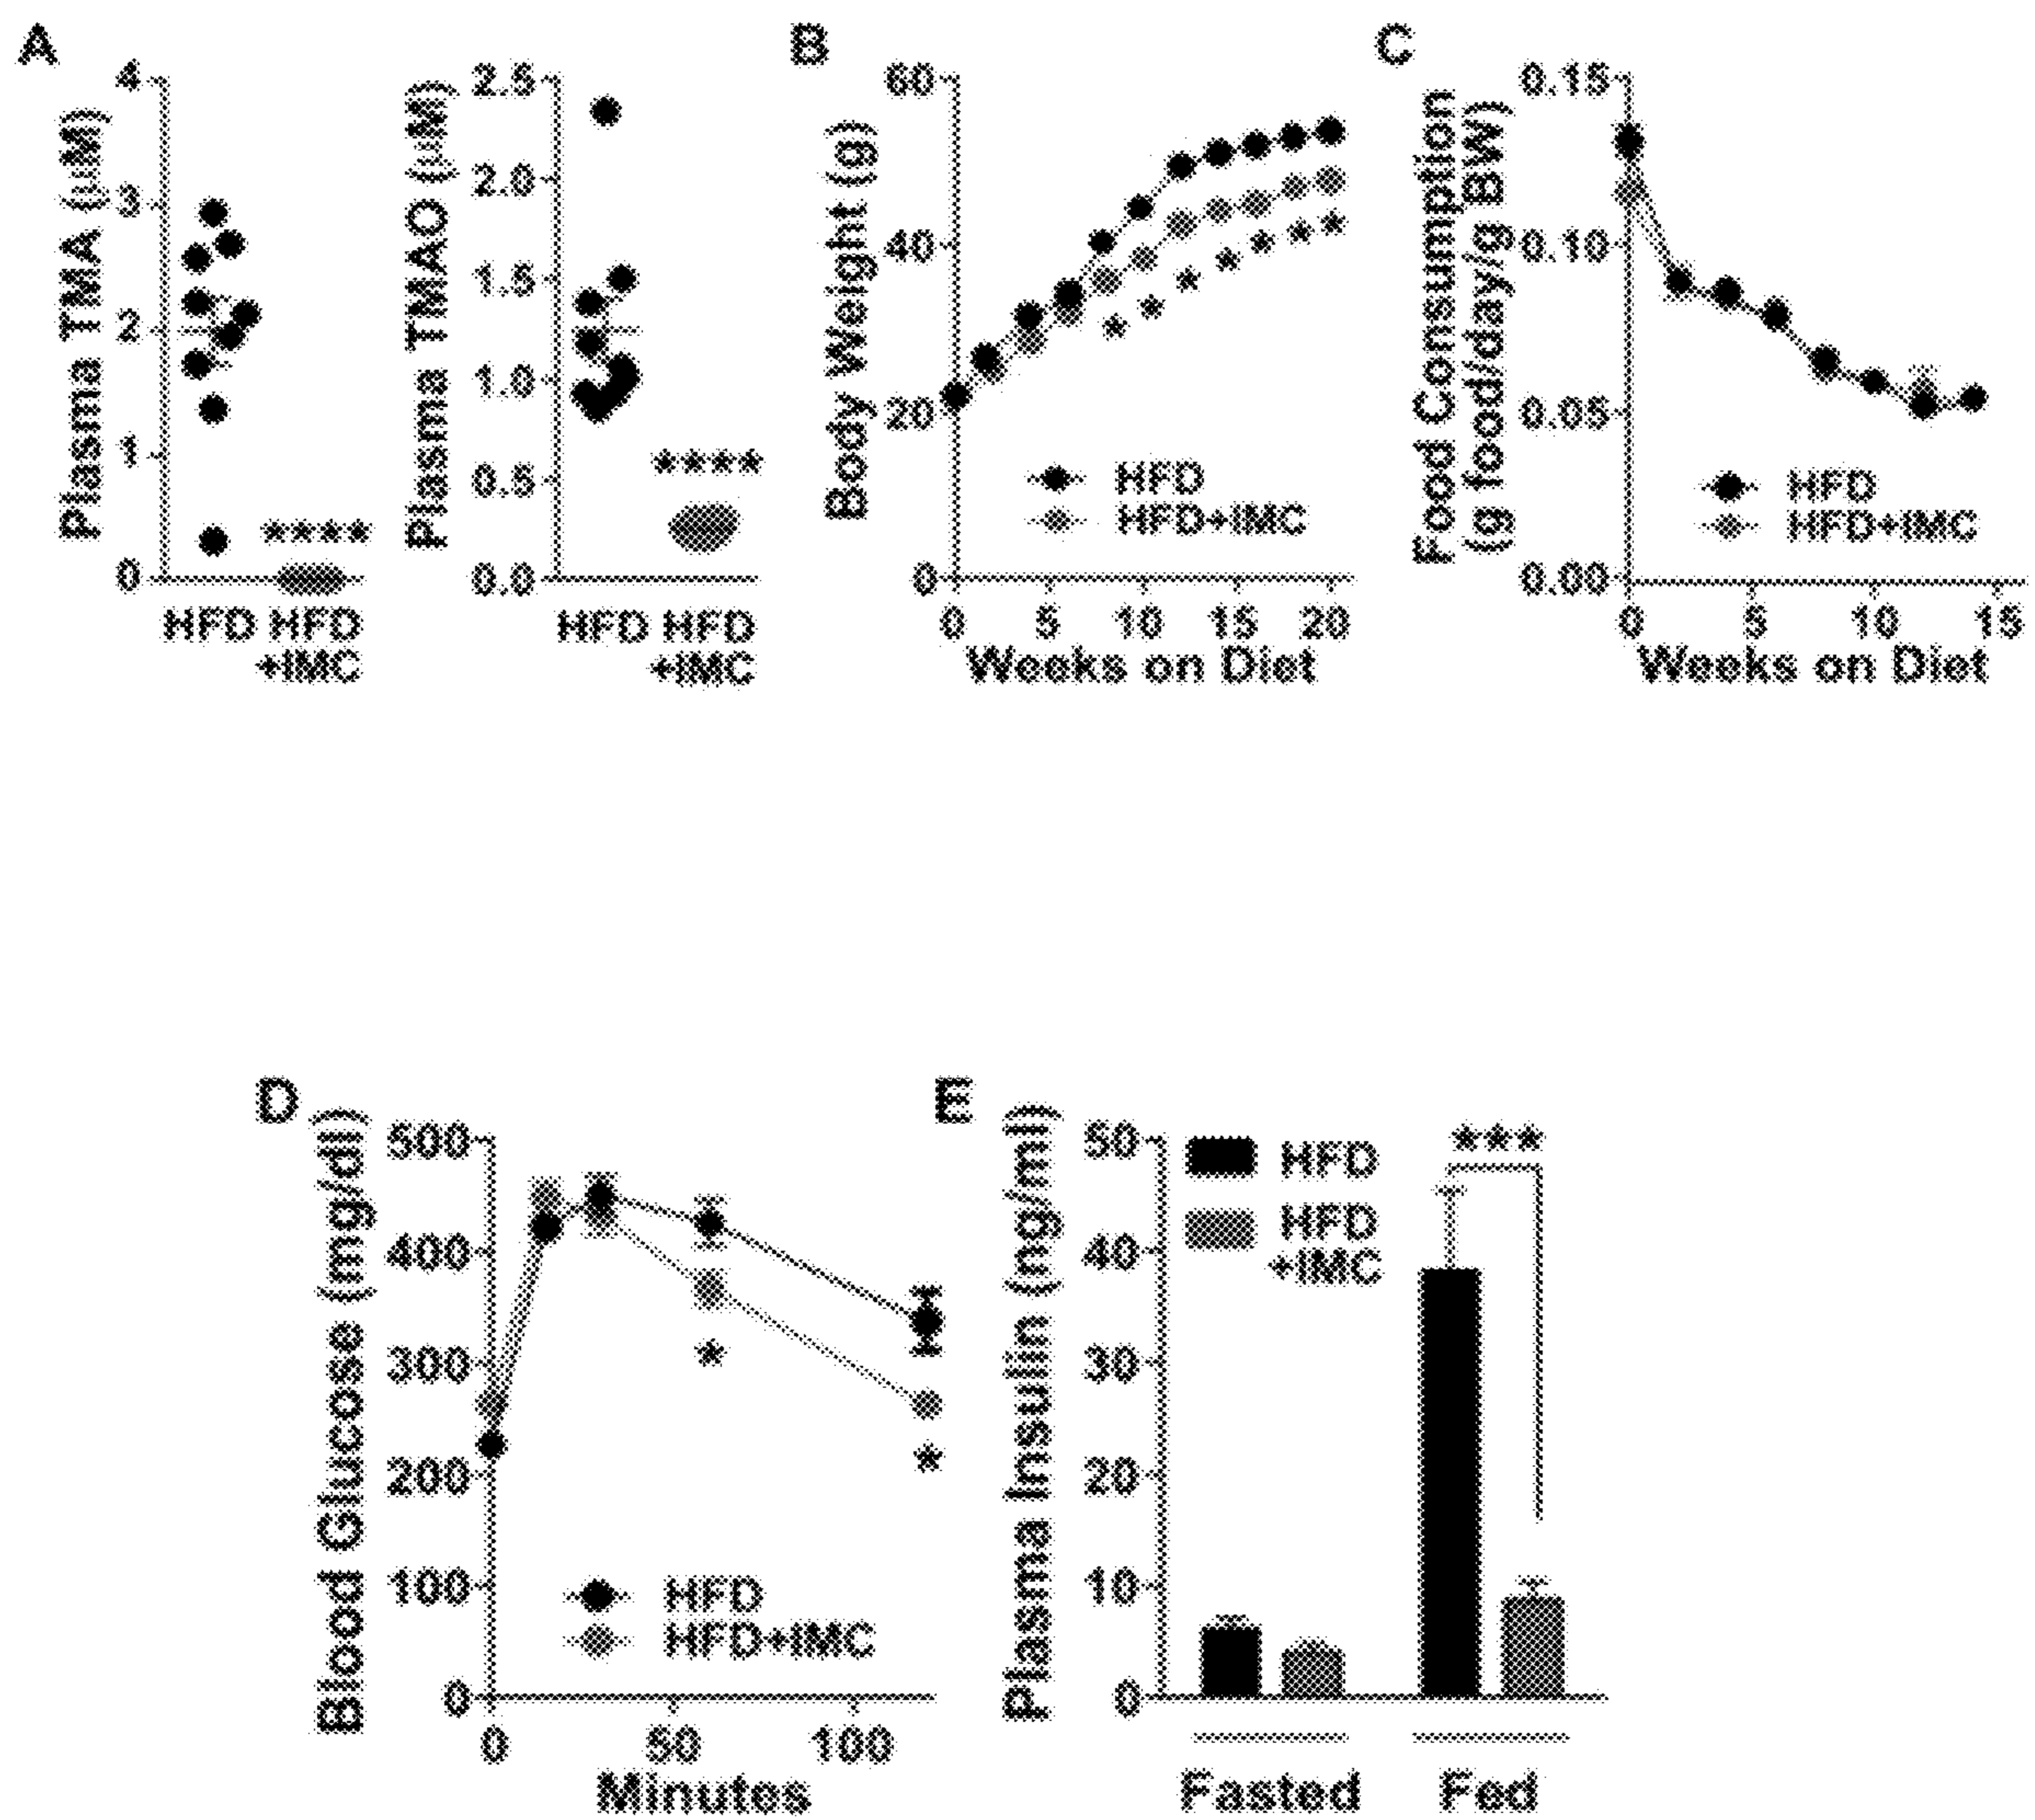 A
Plasma TMA (μM)
4
3
2
1
0
****
HFD HFD
+IMC
Plasma TMAO (μM)
2.5
2.0
1.5
1.0
0.5
0.0
****
HFD HFD
+IMC
B
Body Weight (g)
60
40
20
0
* * * * * * *
HFD
HFD+IMC
0 5 10 15 20
Weeks on Diet
C
Food Consumption
(g food/day/g BW)
0.15
0.10
0.05
0.00
HFD
HFD+IMC
0 5 10 15
Weeks on Diet
D
Blood Glucose (mg/dl)
500
400
300
200
100
0
*
*
HFD
HFD+IMC
0 50 100
Minutes
E
Plasma Insulin (ng/ml)
50
40
30
20
10
0
HFD
HFD
+IMC
***
Fasted Fed